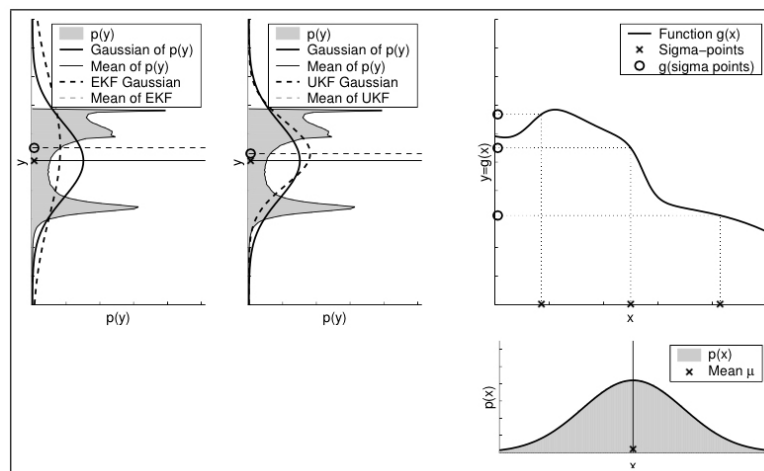 p(y)
Gaussian of p(y)
Mean of p(y)
EKF Gaussian
Mean of EKF
y
p(y)
p(y)
Gaussian of p(y)
Mean of p(y)
UKF Gaussian
Mean of UKF
y
p(y)
Function g(x)
Sigma−points
g(sigma points)
y=g(x)
x
p(x)
Mean μ
p(x)
x